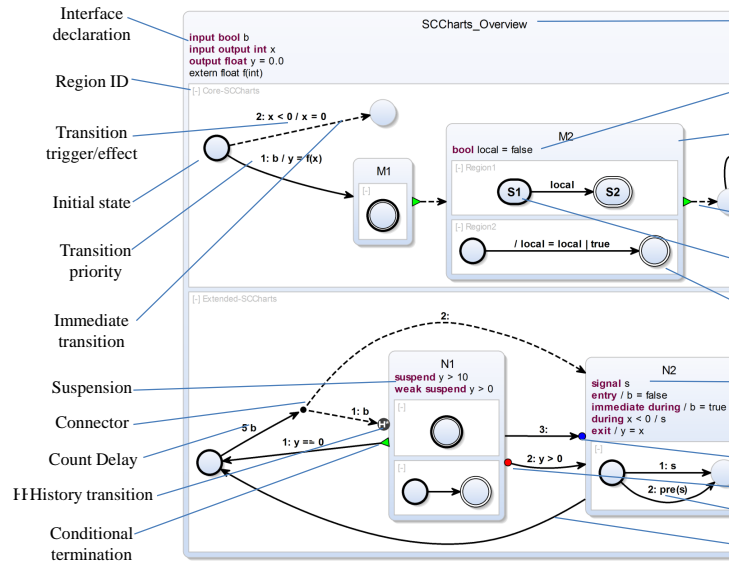 Interface
declaration
Region ID
Transition
trigger/effect
Initial state
Transition
priority
Immediate
transition
Suspension
Connector
Count Delay
History transition
Conditional
termination
SCCharts_Overview
input bool b
input output int x
output float y = 0.0
extern float f(int)
[-] Core-SCCharts
2: x < 0 / x = 0
1: b / y = f(x)
M1
[-]
M2
bool local = false
[-] Region1
S1
local
S2
[-] Region2
/ local = local | true
[-] Extended-SCCharts
2:
N1
suspend y > 10
weak suspend y > 0
[-]
[-]
5 b
1: b
H*
1: y == 0
3:
2: y > 0
N2
signal s
entry / b = false
immediate during / b = true
during x < 0 / s
exit / y = x
[-]
1: s
2: pre(s)